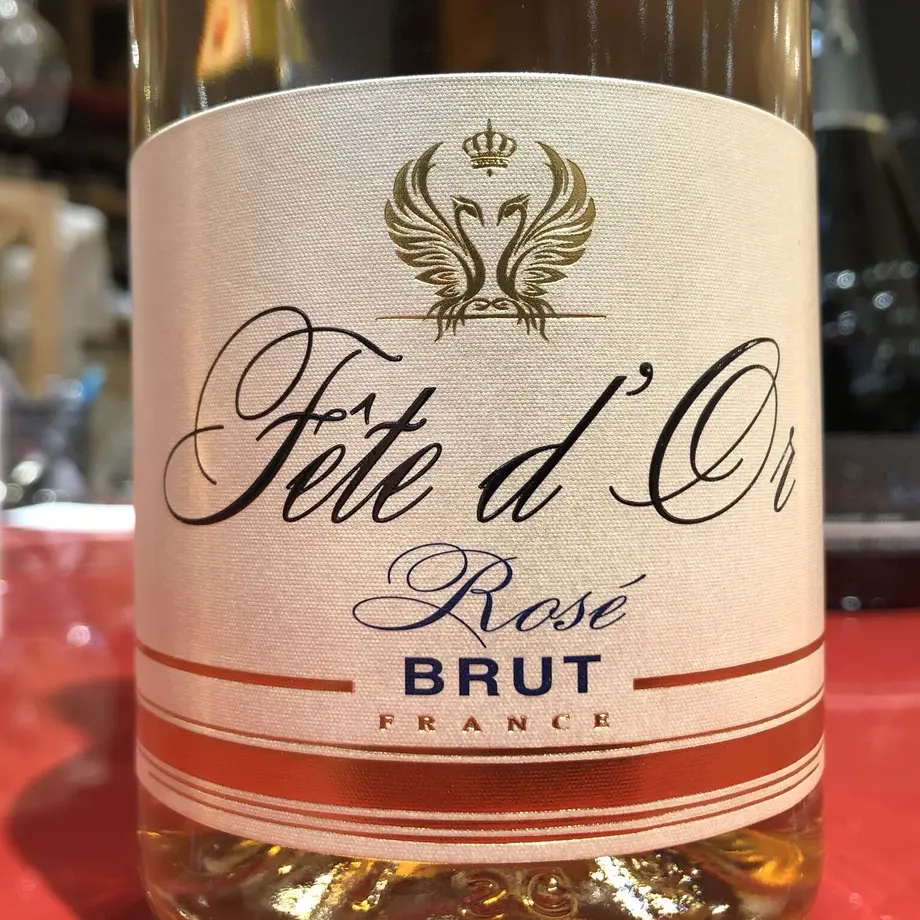 Fête d'Or
Rosé
BRUT
FRANCE